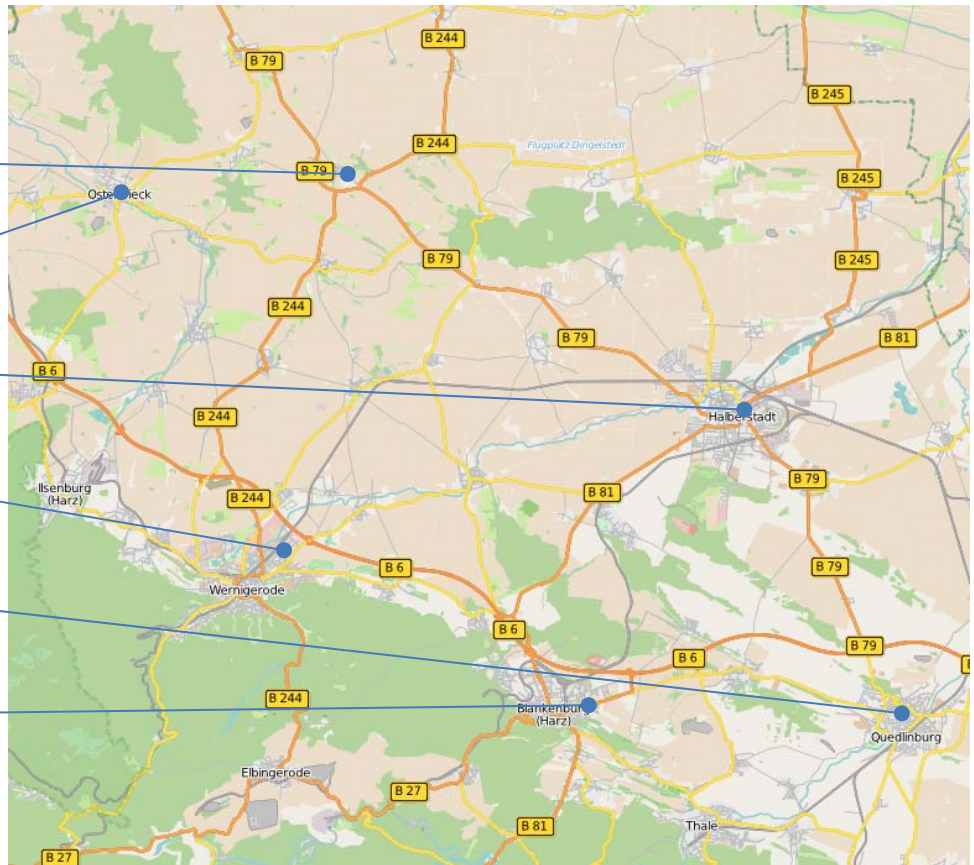 B 244
B 79
B 245
B 244
Flugplatz Dingelstedt
B 79
B 245
Osterwieck
B 79
B 245
B 244
B 79
B 81
B 6
B 244
Halberstadt
B 79
Ilsenburg
(Harz)
B 81
B 244
B 6
B 79
Wernigerode
B 6
B 79
B 6
B 244
Blankenburg
(Harz)
Quedlinburg
Elbingerode
B 27
B 81
Thale
B 27